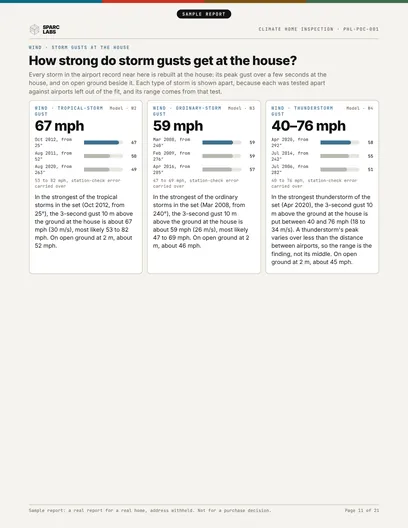 SAMPLE REPORT
SPARC
LABS
CLIMATE HOME INSPECTION · PHL-POC-001
WIND · STORM GUSTS AT THE HOUSE
How strong do storm gusts get at the house?
Every storm in the airport record near here is rebuilt at the house: its peak gust over a few seconds at the
house, and on open ground beside it. Each type of storm is shown apart, because each was tested apart
against airports left out of the fit, and its range comes from that test.
WIND · TROPICAL-STORM GUST
Model · B2
67 mph
Oct 2012, from 25° 67
Aug 2011, from 52° 50
Aug 2020, from 49
53 to 82 mph, station-check error
carried over
In the strongest of the tropical
storms in the set (Oct 2012, from
25°), the 3-second gust 10 m above
the ground at the house is about 67
mph (30 m/s), most likely 53 to 82
mph. On open ground at 2 m, about
52 mph.
WIND · ORDINARY-STORM GUST
Model · B2
59 mph
Mar 2008, from 240° 59
Feb 2009, from 276° 59
Apr 2016, from 57
47 to 69 mph, station-check error
carried over
In the strongest of the ordinary
storms in the set (Mar 2008, from
240°), the 3-second gust 10 m
above the ground at the house is
about 59 mph (26 m/s), most likely
47 to 69 mph. On open ground at 2
m, about 46 mph.
WIND · THUNDERSTORM GUST
Model · B4
40–76 mph
Apr 2020, from 292° 58
Jul 2014, from 55
from 51
40 to 76 mph, station-check error
carried over
In the strongest thunderstorm of the
set (Apr 2020), the 3-second gust 10
m above the ground at the house is
put between 40 and 76 mph (18 to
34 m/s). A thunderstorm's peak
varies over less than the distance
between airports, so the range is the
finding, not its middle. On open
ground at 2 m, about 45 mph.
Sample report: a real report for a real home, address withheld. Not for a purchase decision.
Page 11 of 31